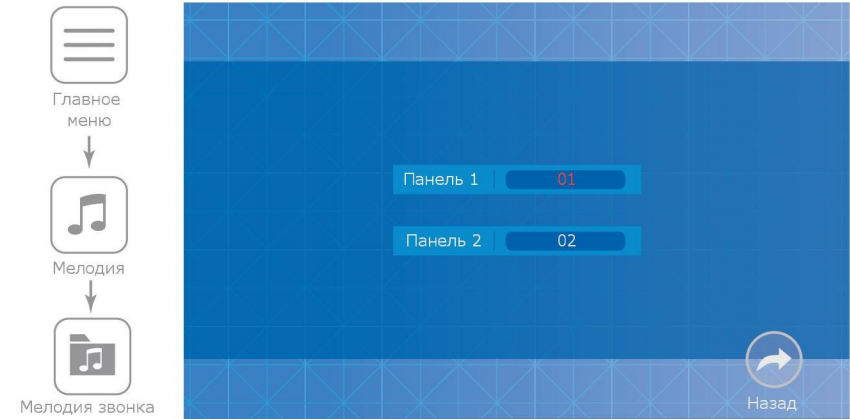 Главное
меню
Мелодия
Мелодия звонка
Панель 1 01
Панель 2 02
Назад